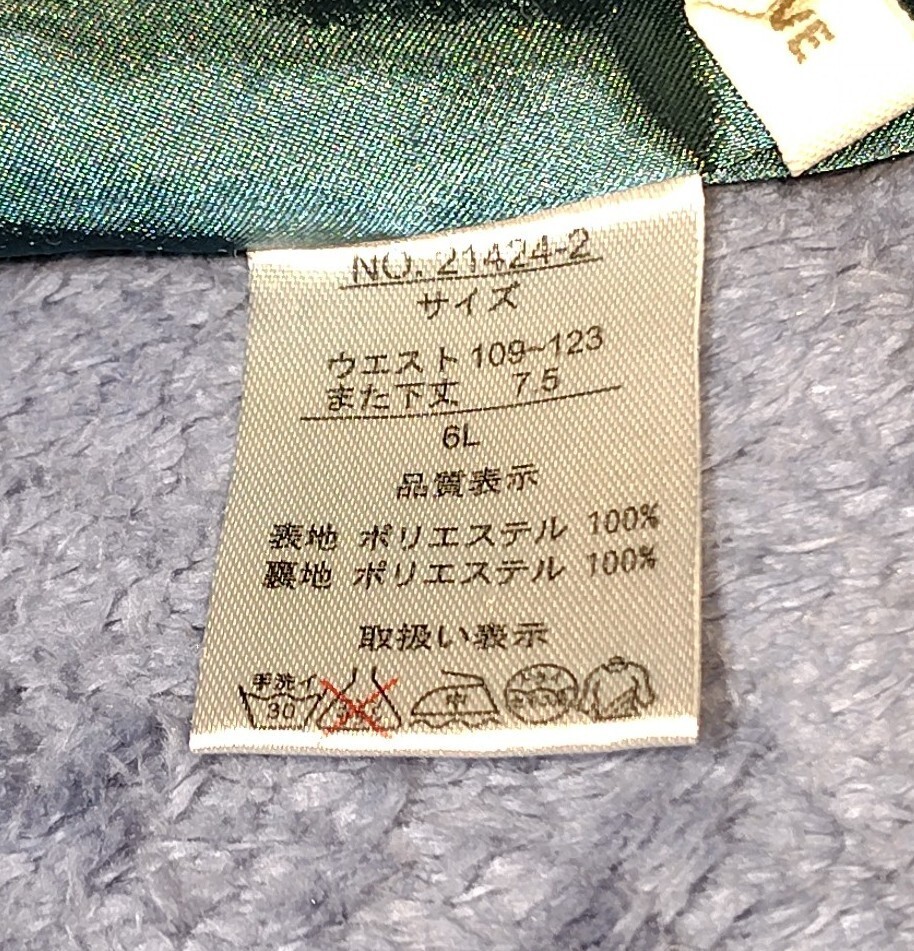 NO. 21424-2
サイズ
ウエスト 109~123
また下丈 7.5
6L
品質表示
表地 ポリエステル 100%
裏地 ポリエステル 100%
取扱い表示
手洗イ
30
中